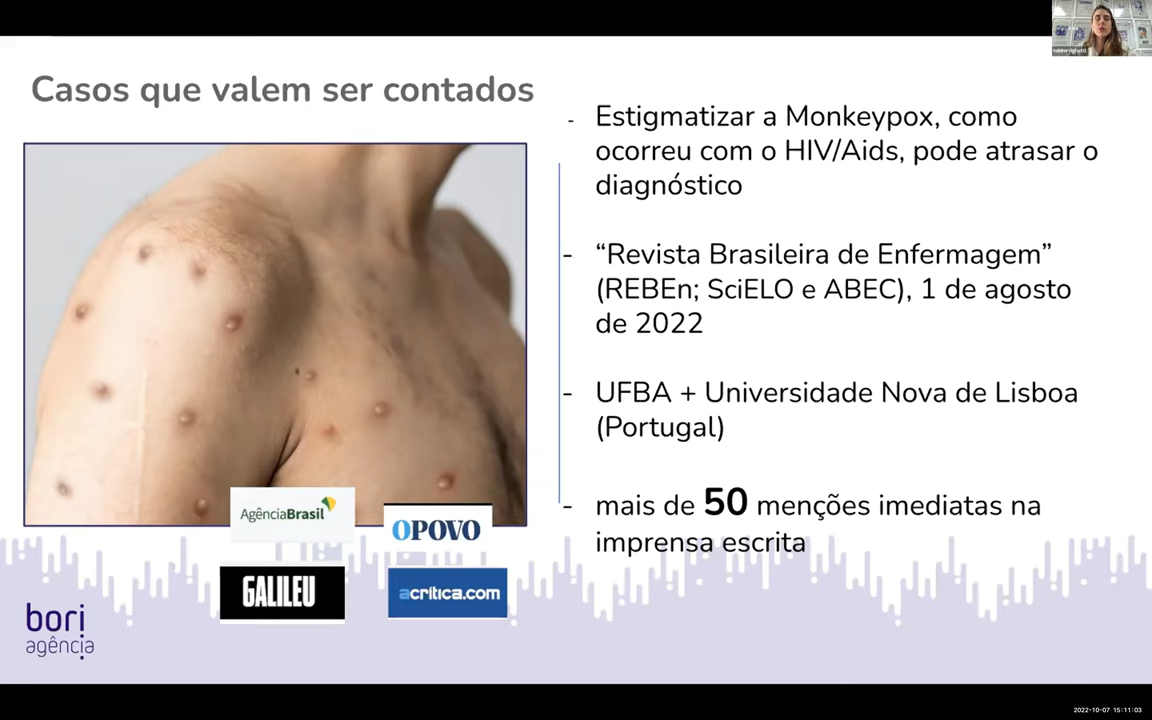 Casos que valem ser contados
- Estigmatizar a Monkeypox, como
ocorreu com o HIV/Aids, pode atrasar o
diagnóstico
- “Revista Brasileira de Enfermagem”
(REBEn; SciELO e ABEC), 1 de agosto
de 2022
- UFBA + Universidade Nova de Lisboa
(Portugal)
- mais de 50 menções imediatas na
imprensa escrita
AgênciaBrasil
OPOVO
GALILEU
acrítica.com
bori
agência
2022-10-07 15:11:03